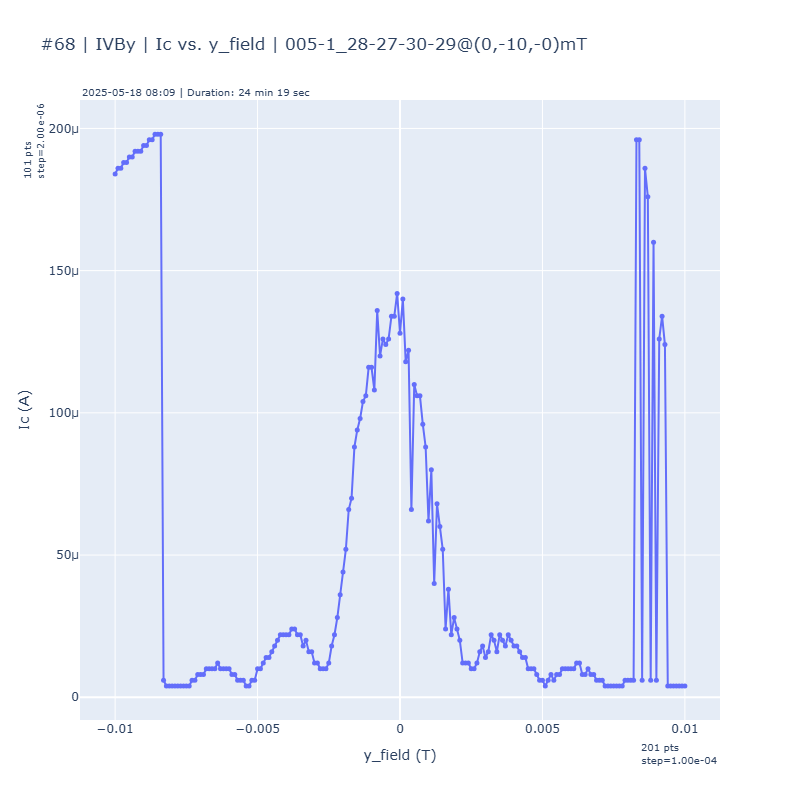 #68 | IVBy | Ic vs. y_field | 005-1_28-27-30-29@(0,-10,-0)mT
2025-05-18 08:09 | Duration: 24 min 19 sec
101 pts
step=2.00e-06
200μ
150μ
100μ
50μ
0
Ic (A)
−0.01
−0.005
0
0.005
0.01
y_field (T)
201 pts
step=1.00e-04